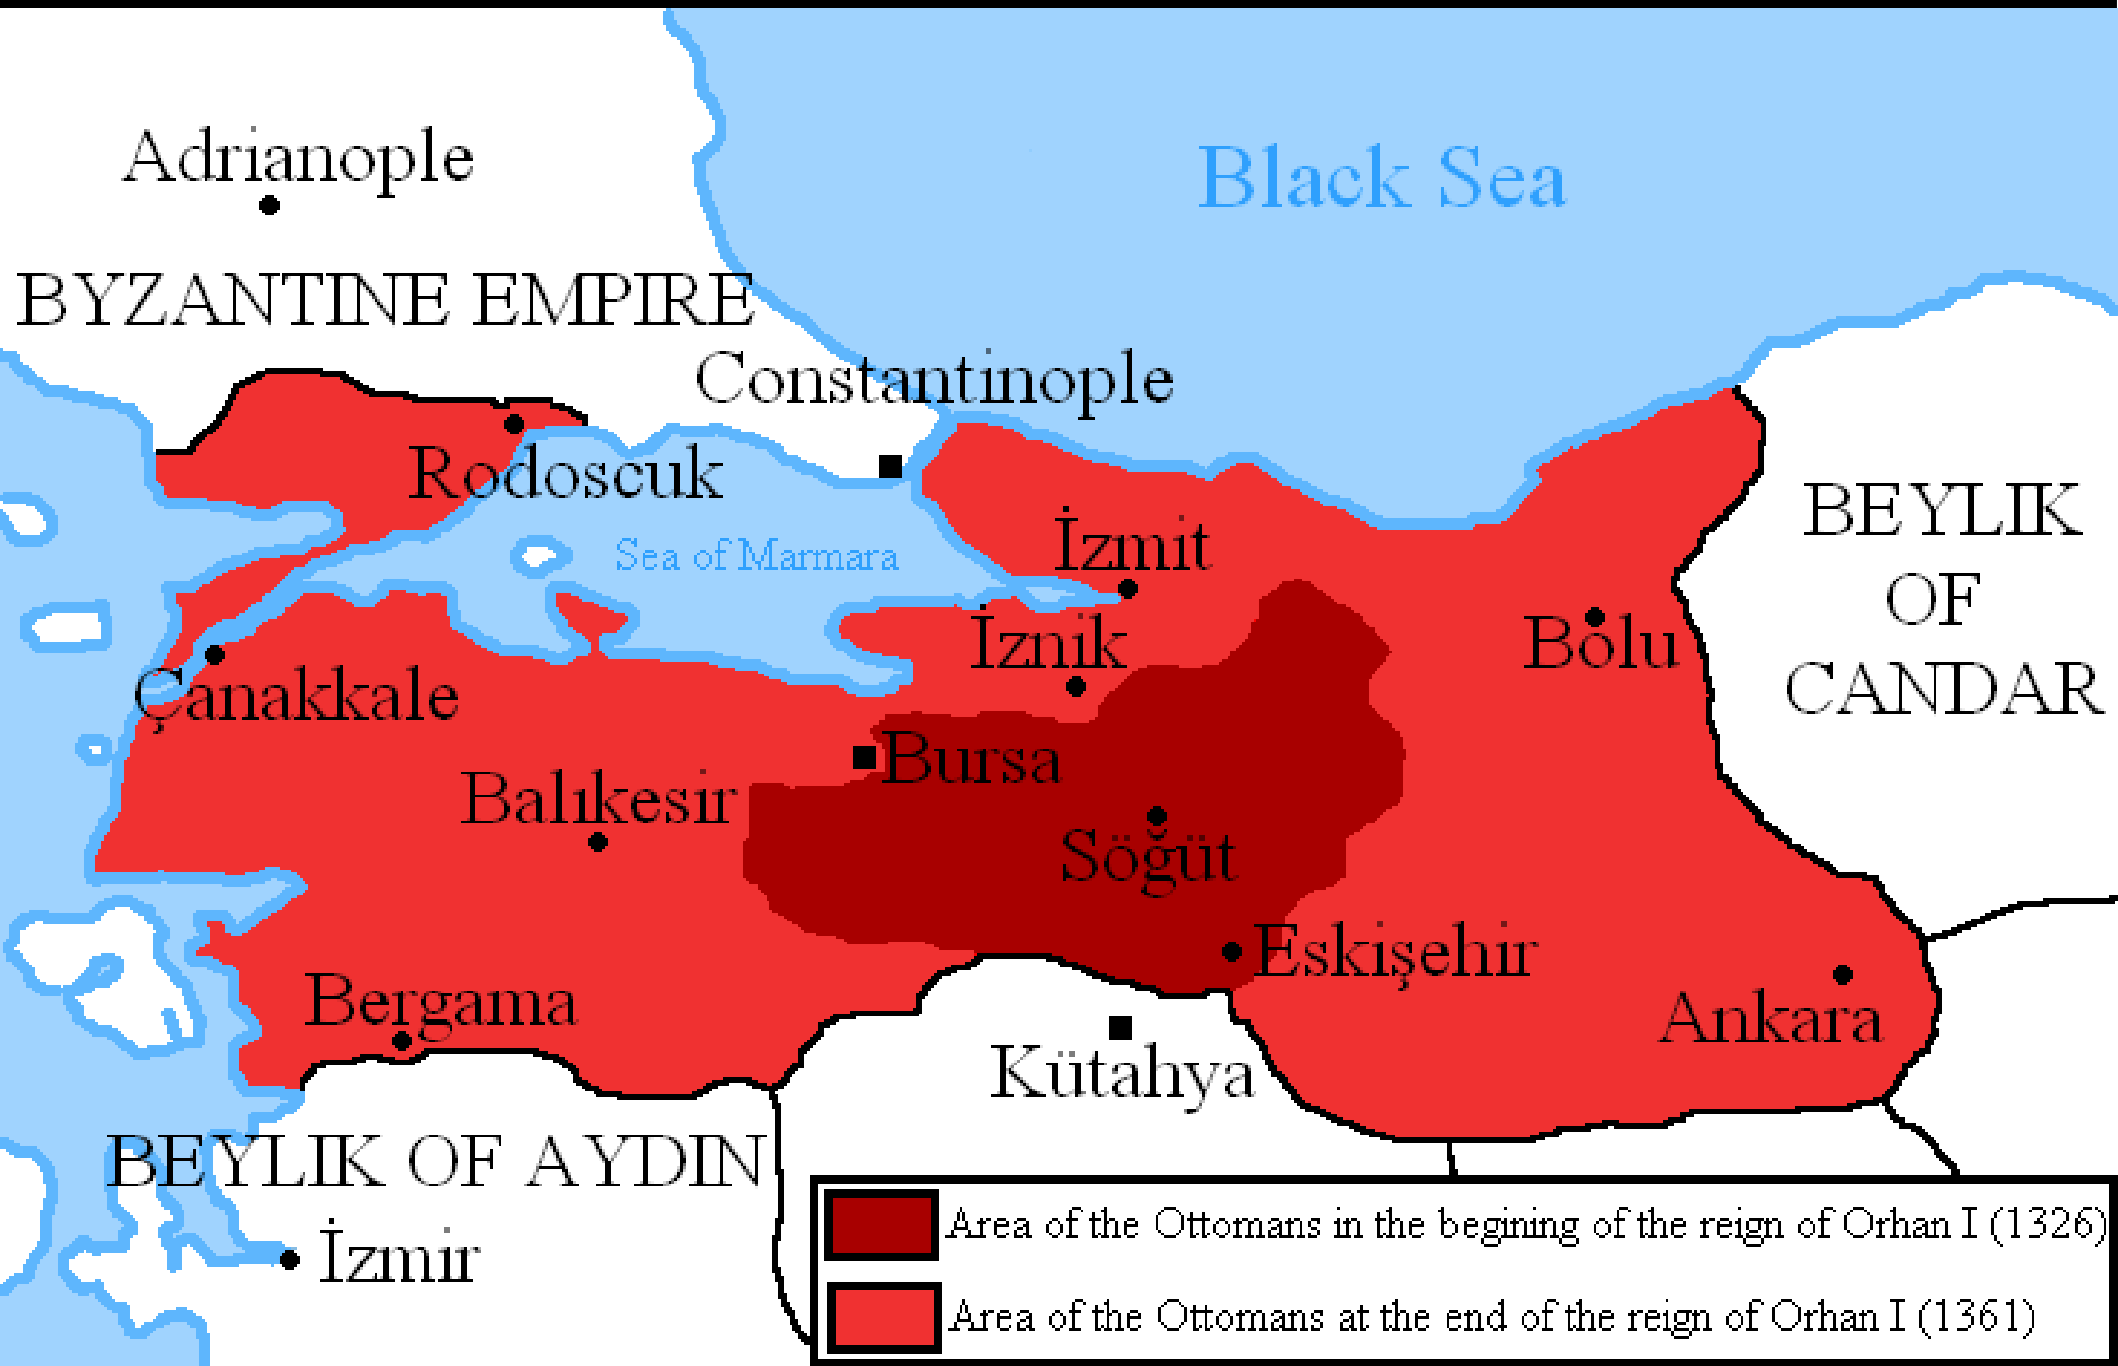 Adrianople
Black Sea
BYZANTINE EMPIRE
Constantinople
Rodoscuk
BEYLIK
OF
CANDAR
Sea of Marmara
İzmit
İznik
Bolu
Çanakkale
Bursa
Balıkesir
Söğüt
Eskişehir
Bergama
Ankara
Kütahya
BEYLIK OF AYDIN
İzmir
Area of the Ottomans in the begining of the reign of Orhan I (1326)
Area of the Ottomans at the end of the reign of Orhan I (1361)